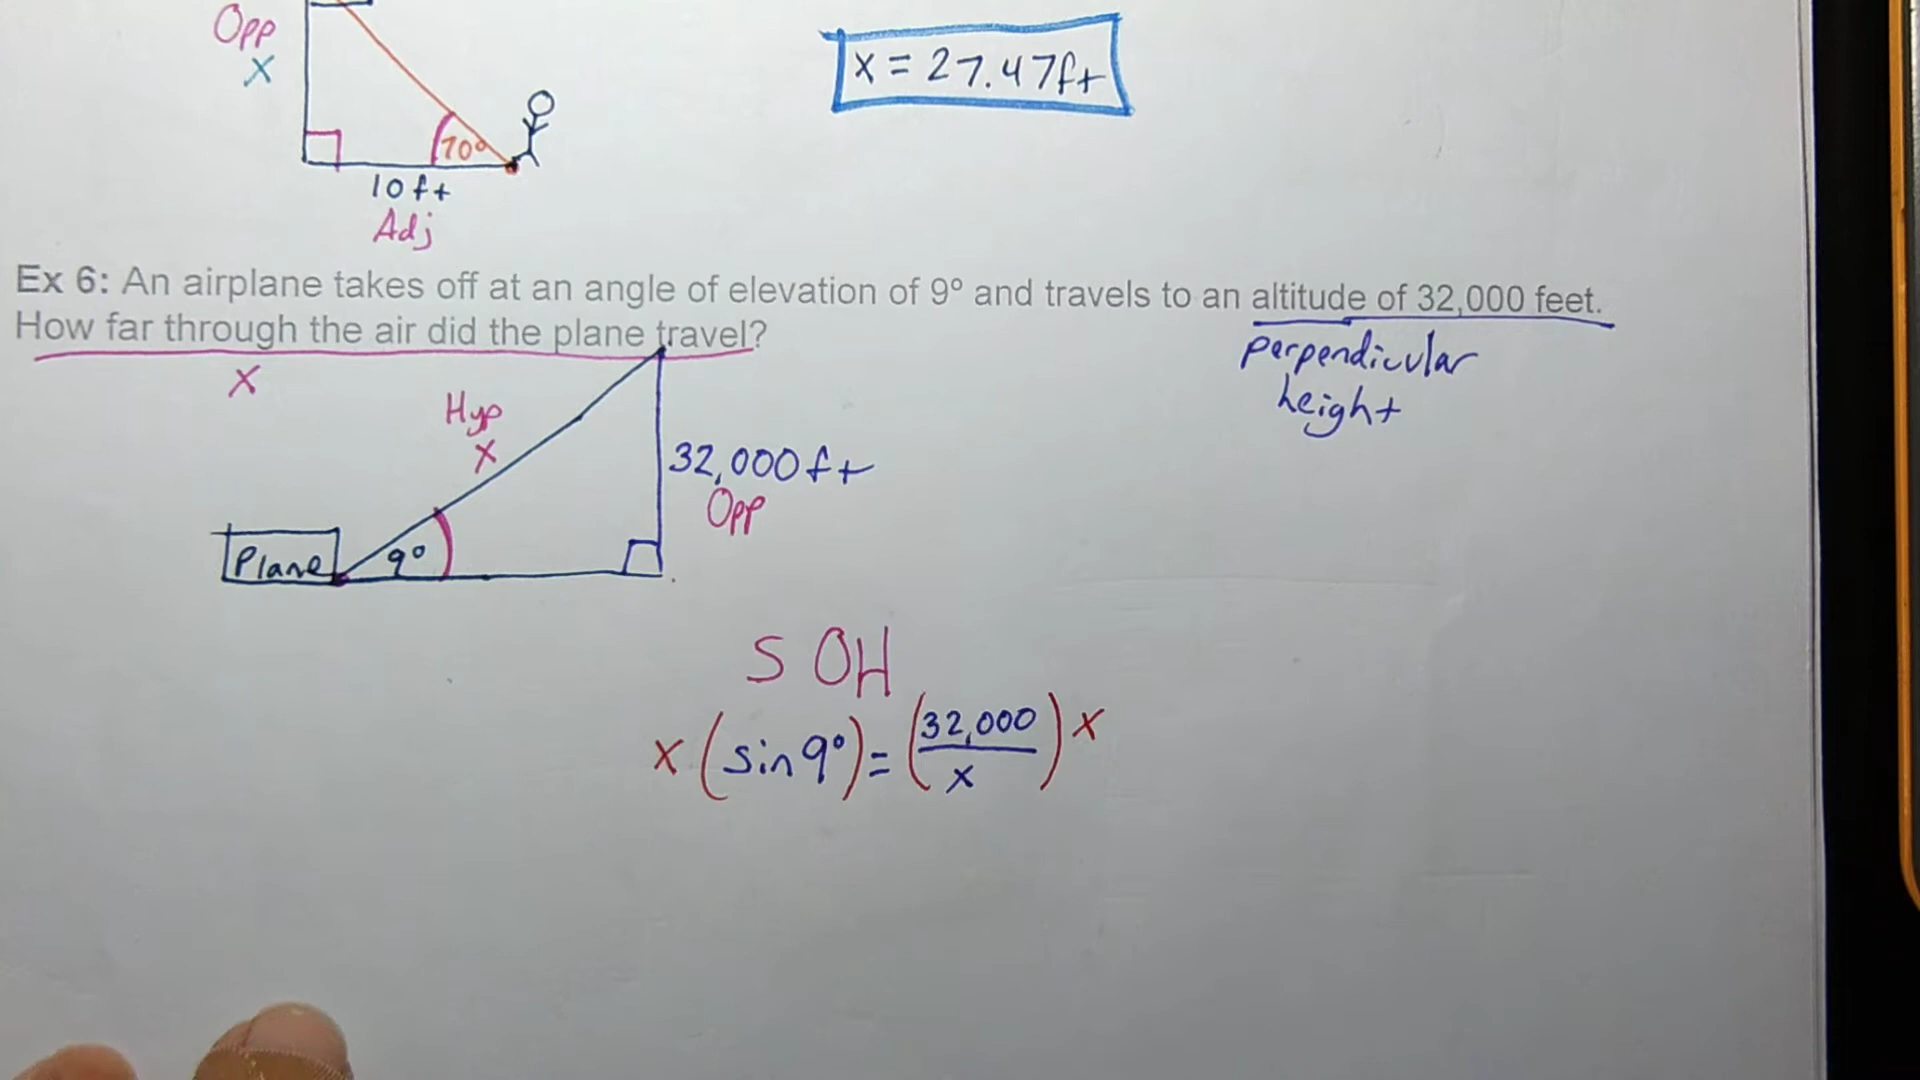 Opp
x
x = 27.47ft
70°
10ft
Adj
Ex 6: An airplane takes off at an angle of elevation of 9° and travels to an altitude of 32,000 feet.
How far through the air did the plane travel?
perpendicular
height
x
Hyp
x
32,000ft
Opp
Plane
9°
S OH
x (sin 9°) = (32,000/x) x